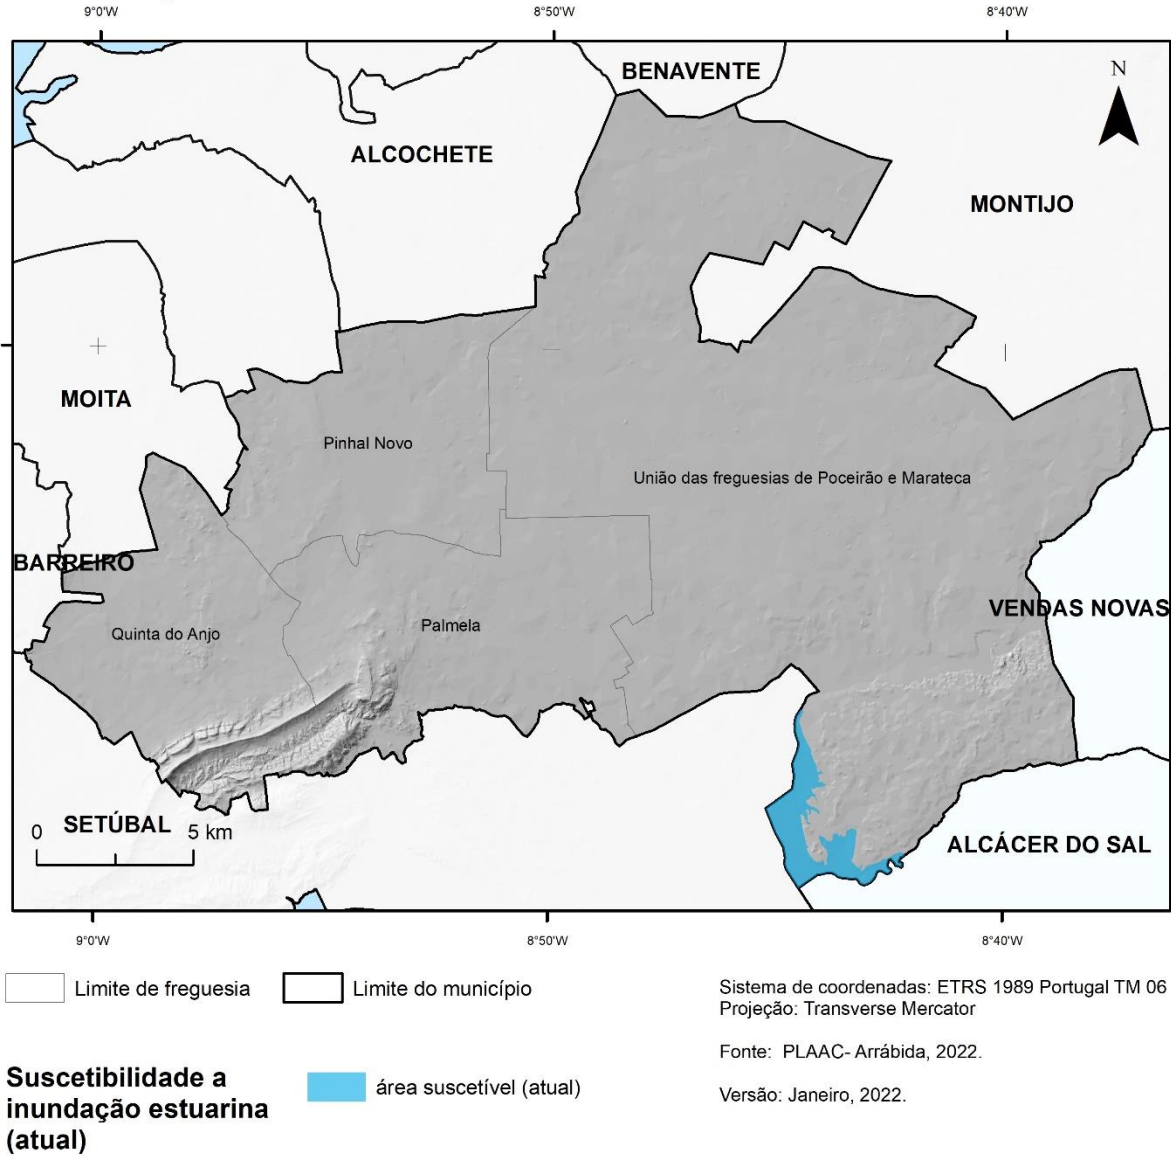 9°0'W
8°50'W
8°40'W
BENAVENTE
N
ALCOCHETE
MONTIJO
MOITA
Pinhal Novo
União das freguesias de Poceirão e Marateca
BARREIRO
VENDAS NOVAS
Quinta do Anjo
Palmela
SETÚBAL
0
5 km
ALCÁCER DO SAL
9°0'W
8°50'W
8°40'W
Limite de freguesia
Limite do município
Sistema de coordenadas: ETRS 1989 Portugal TM 06
Projeção: Transverse Mercator
Fonte: PLAAC- Arrábida, 2022.
Versão: Janeiro, 2022.
Suscetibilidade a
inundação estuarina
(atual)
área suscetível (atual)